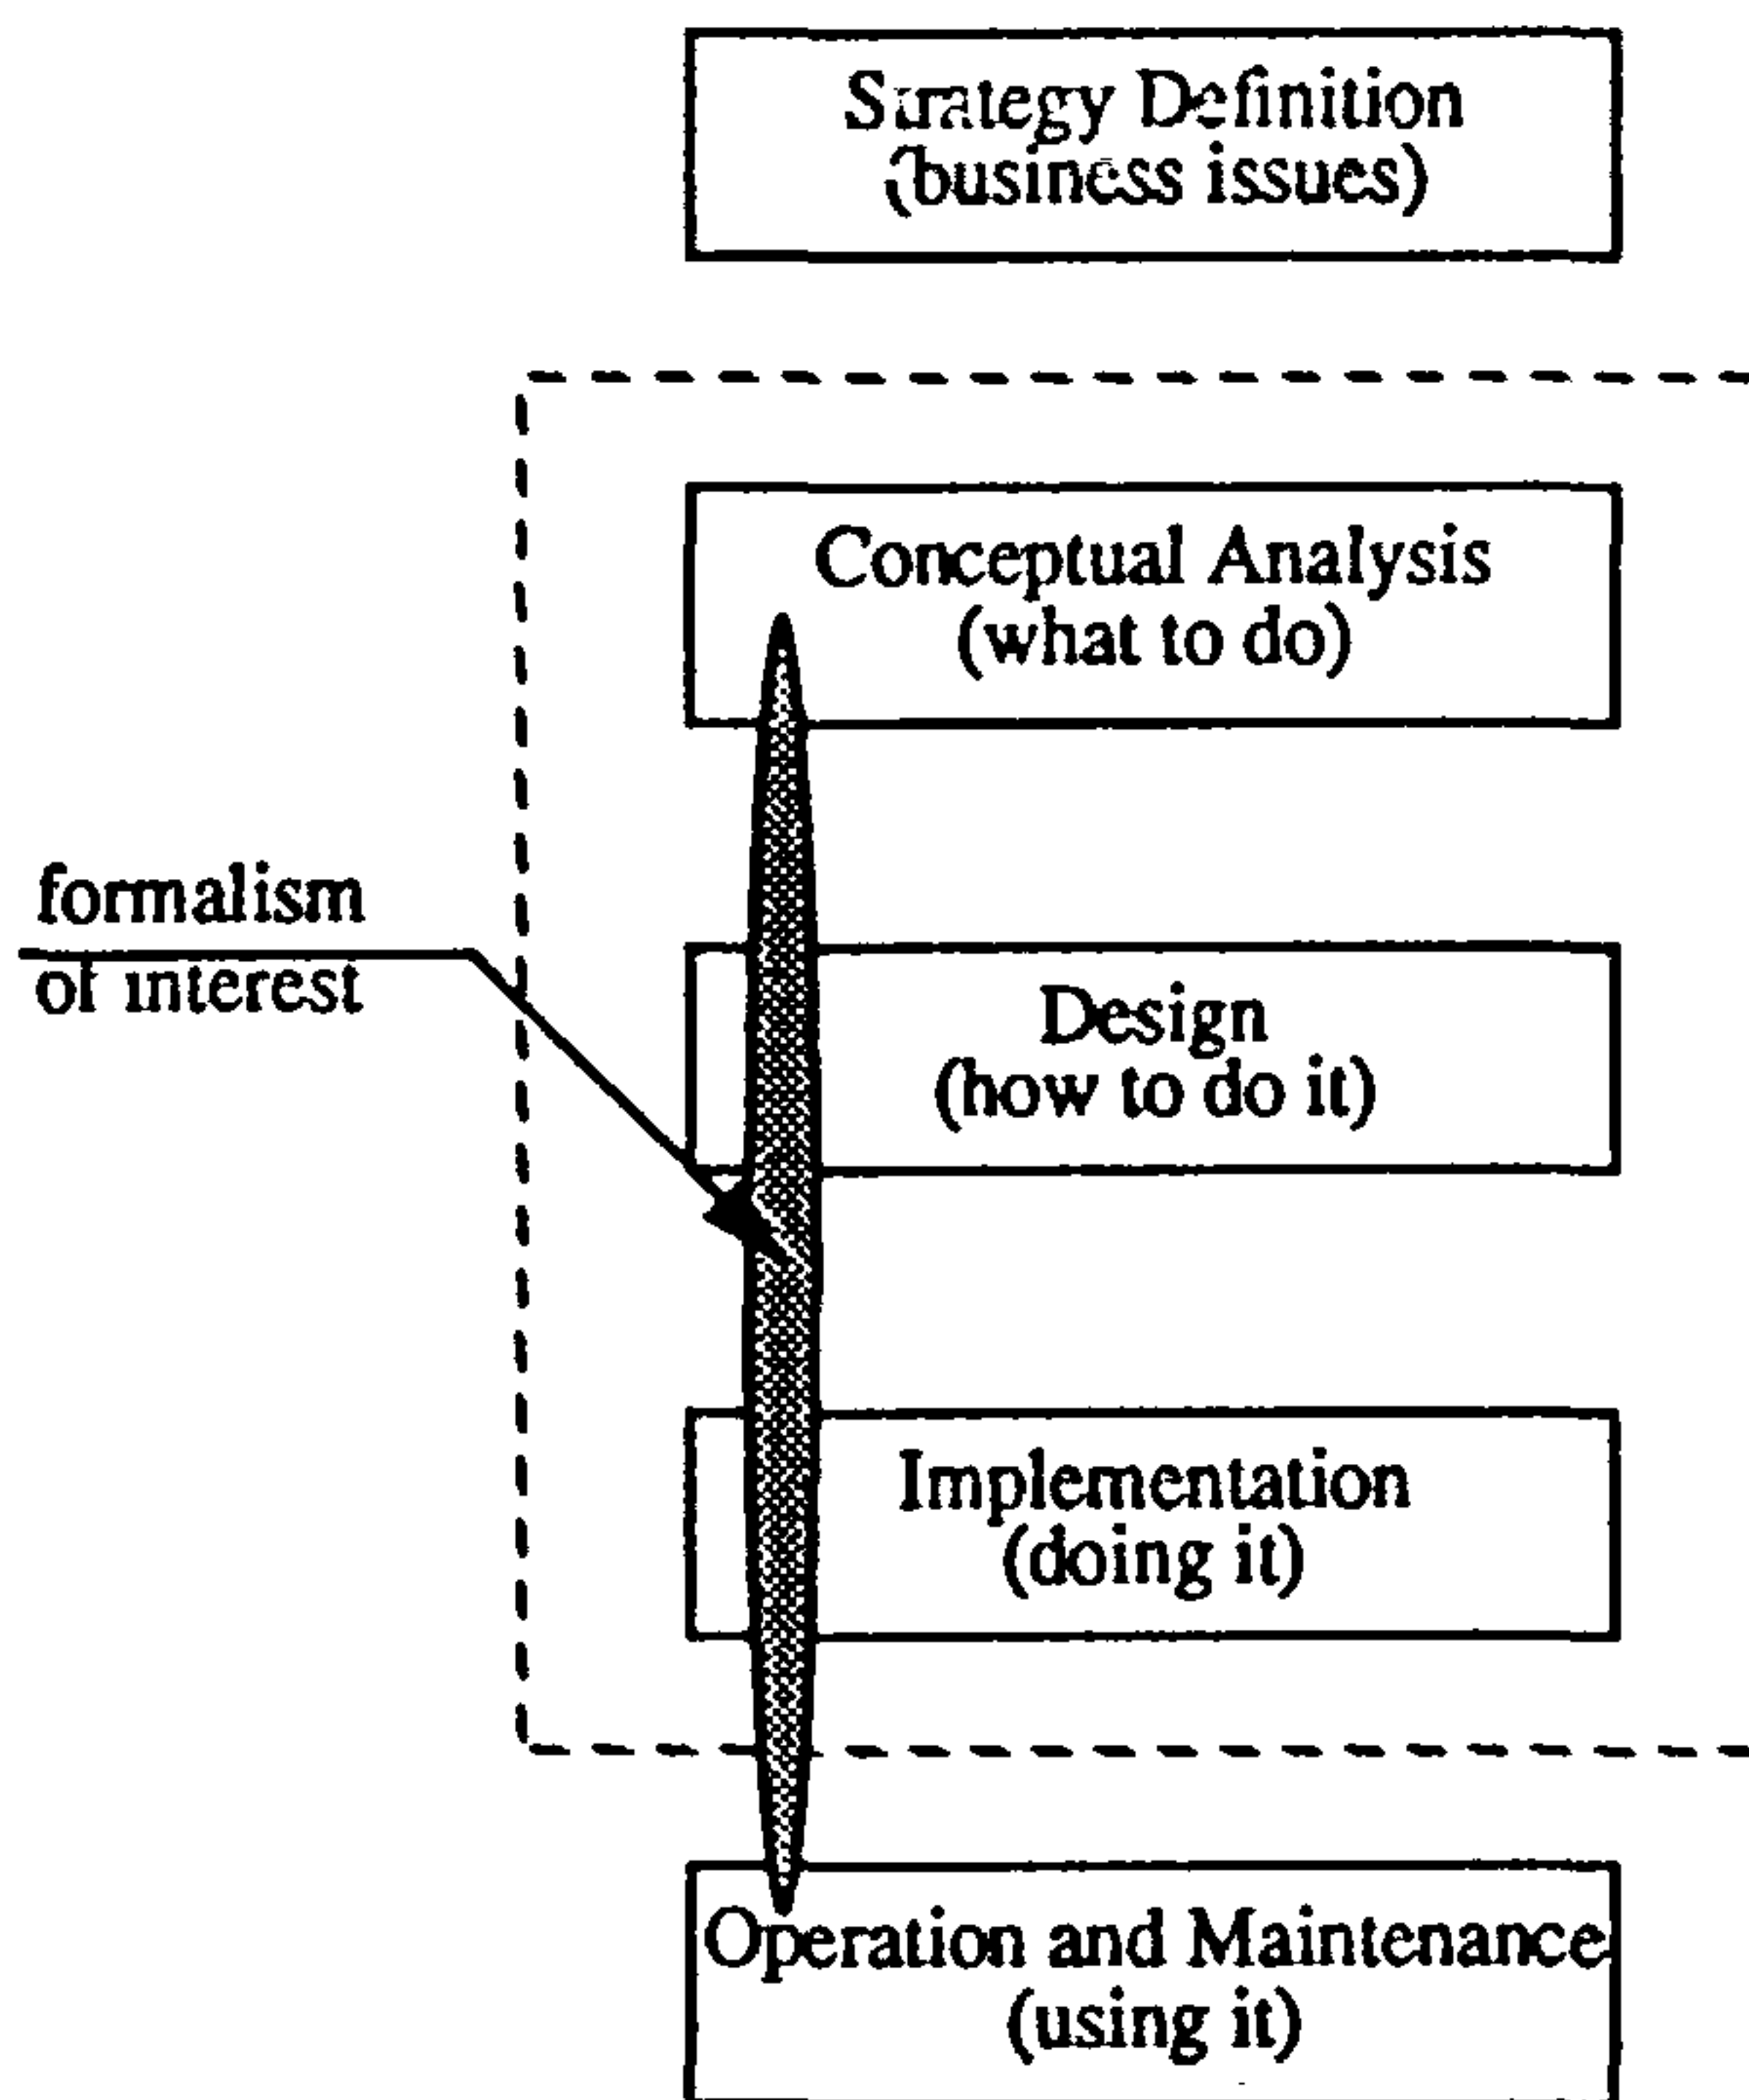 Strategy Definition
(business issues)
Conceptual Analysis
(what to do)
formalism
of interest
Design
(how to do it)
Implementation
(doing it)
Operation and Maintenance
(using it)